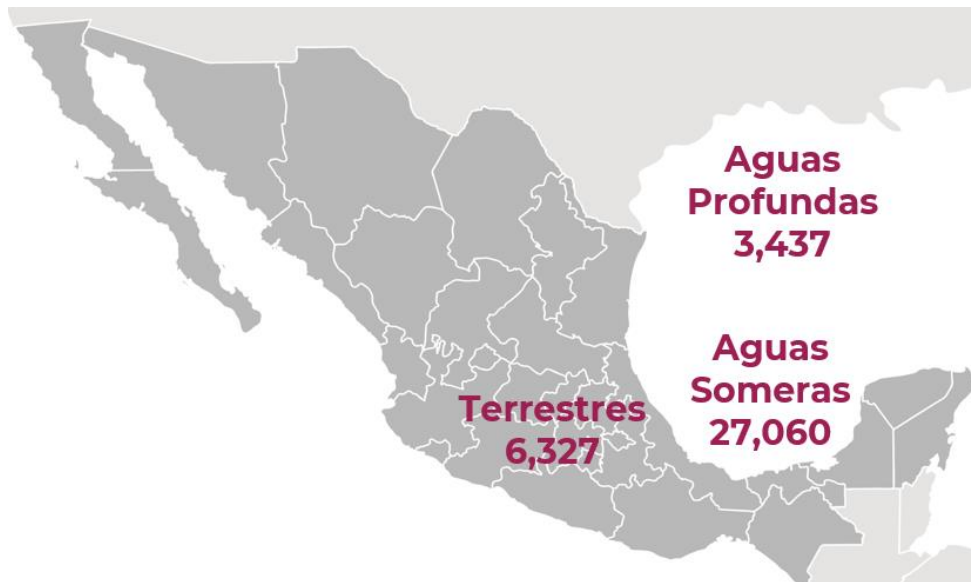 Aguas
Profundas
3,437
Aguas
Someras
27,060
Terrestres
6,327